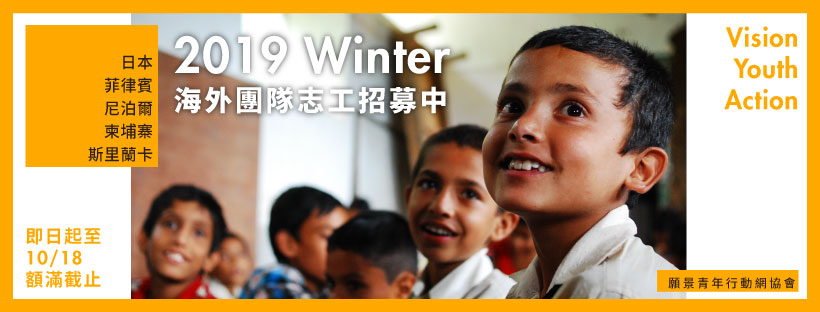 日本
菲律賓
尼泊爾
柬埔寨
斯里蘭卡
2019 Winter
海外團隊志工招募中
Vision
Youth
Action
即日起至
10/18
額滿截止
願景青年行動網協會